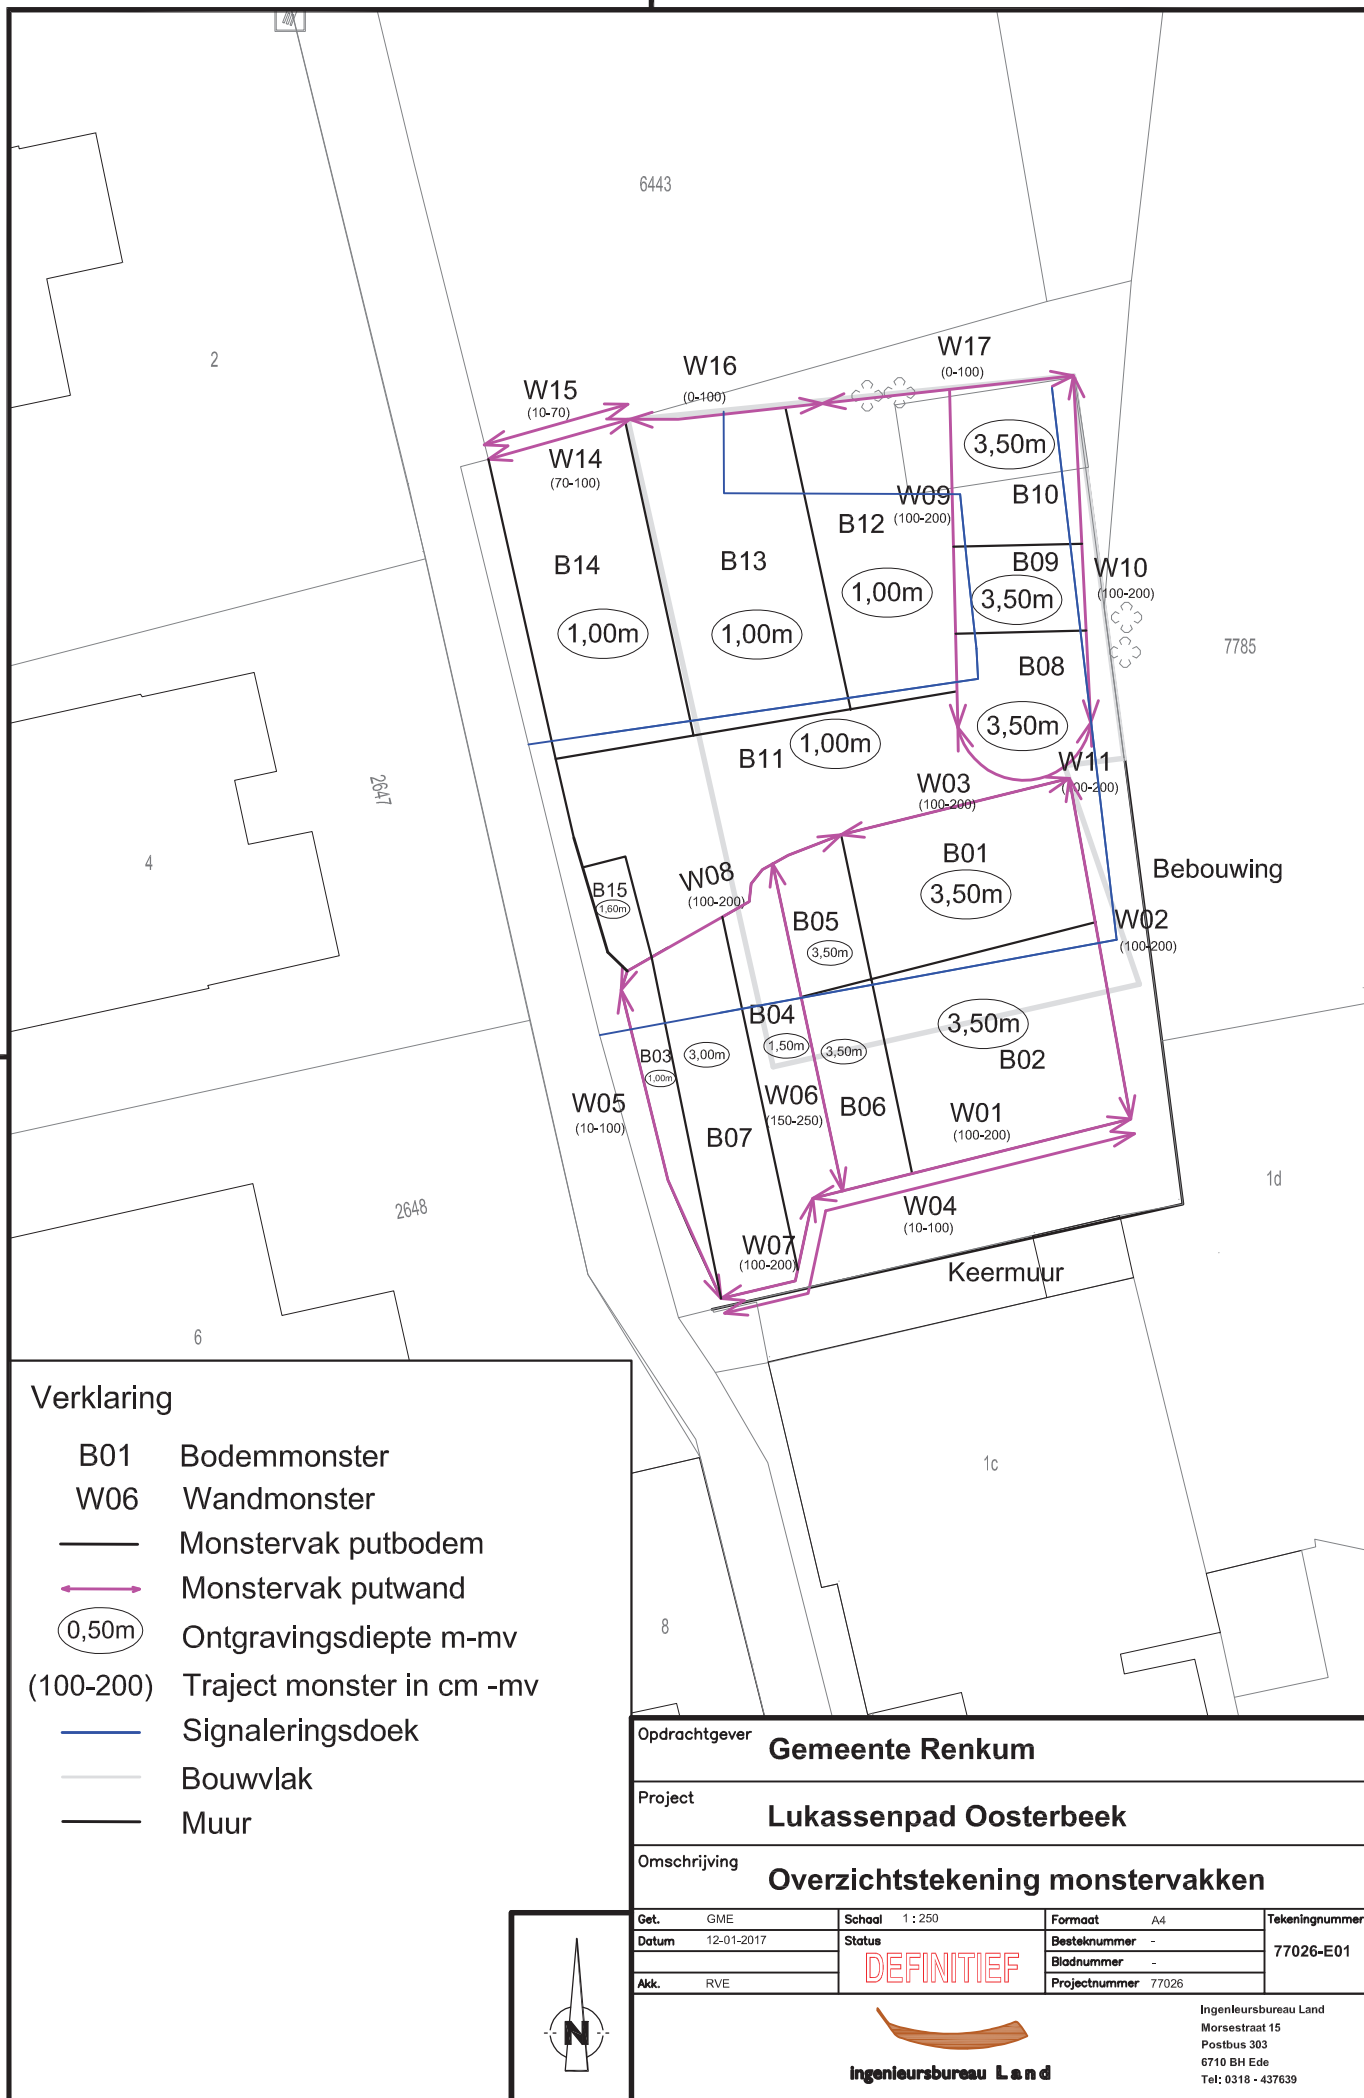 6443
2
W17
(0-100)
W16
(0-100)
W15
(10-70)
3,50m
W14
(70-100)
W09
(100-200)
B10
B12
B14
B13
B09
W10
(100-200)
1,00m
3,50m
1,00m
1,00m
7785
B08
3,50m
1,00m
B11
W11
(100-200)
W03
(100-200)
2647
4
B01
3,50m
Bebouwing
W08
(100-200)
B15
1,60m
B05
3,50m
W02
(100-200)
B04
1,50m
3,50m
3,50m
B02
B03
1,00m
3,00m
W05
(10-100)
W06
(150-250)
B06
W01
(100-200)
B07
1d
2648
W04
(10-100)
W07
(100-200)
Keermuur
6
1c
8
Verklaring
B01 Bodemmonster
W06 Wandmonster
Monstervak putbodem
Monstervak putwand
0,50m Ontgravingsdiepte m-mv
(100-200) Traject monster in cm -mv
Signaleringsdoek
Bouwvlak
Muur
N
Opdrachtgever Gemeente Renkum
Project Lukassenpad Oosterbeek
Omschrijving Overzichtstekening monstervakken
Get. GME Schaal 1 : 250 Formaat A4 Tekeningnummer
Datum 12-01-2017 Status Besteknummer -
DEFINITIEF Bladnummer - 77026-E01
Akk. RVE Projectnummer 77026
ingenieursbureau Land
Ingenieursbureau Land
Morsestraat 15
Postbus 303
6710 BH Ede
Tel: 0318 - 437639